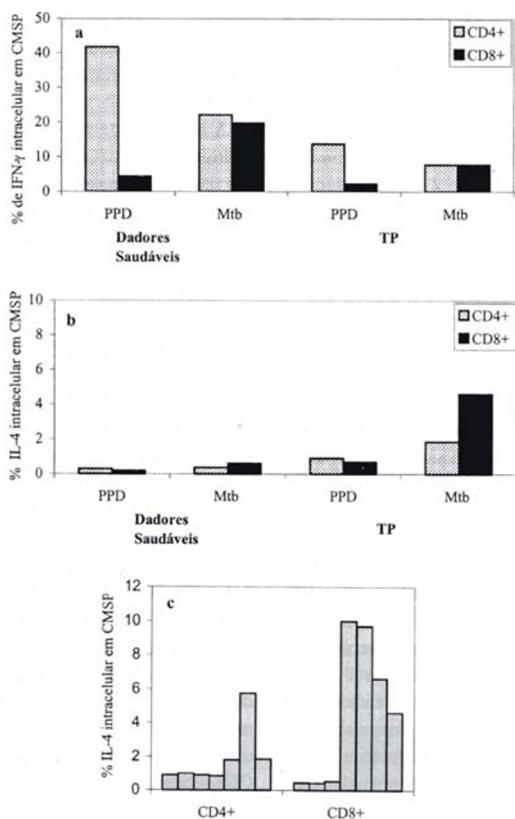 a
% de IFN-γ intracelular em CMSP
50
40
30
20
10
0
CD4+
CD8+
PPD Mtb PPD Mtb
Dadores Saudáveis
TP
b
% IL-4 intracelular em CMSP
10
8
6
4
2
0
CD4+
CD8+
PPD Mtb PPD Mtb
Dadores Saudáveis
TP
c
% IL-4 intracelular em CMSP
12
10
8
6
4
2
0
CD4+ CD8+